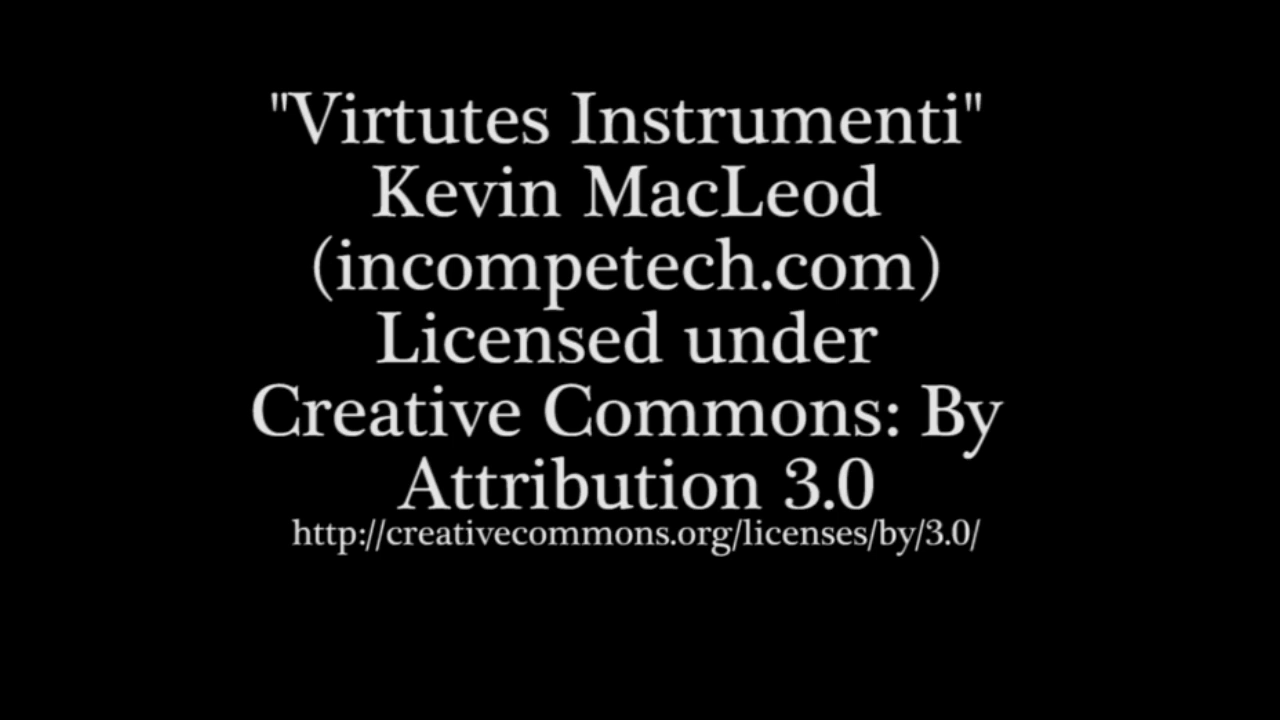 "Virtutes Instrumenti"
Kevin MacLeod
(incompetech.com)
Licensed under
Creative Commons: By
Attribution 3.0
http://creativecommons.org/licenses/by/3.0/